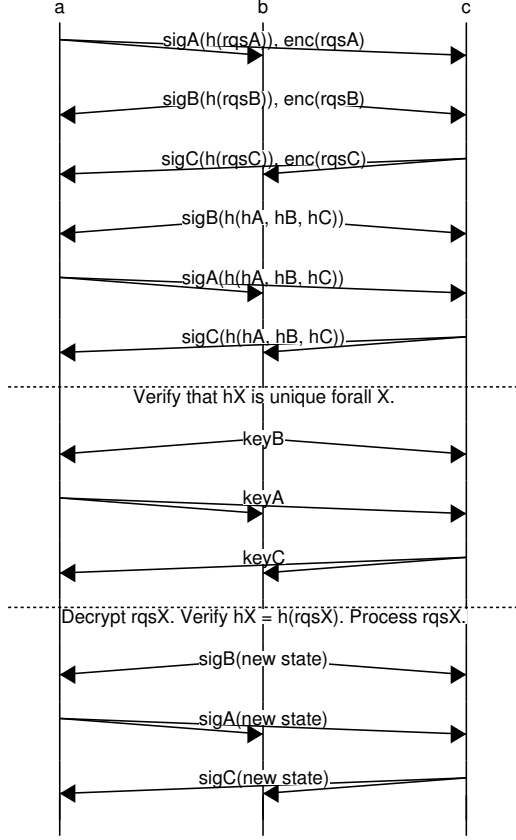 a b c
sigA(h(rqsA)), enc(rqsA)
sigB(h(rqsB)), enc(rqsB)
sigC(h(rqsC)), enc(rqsC)
sigB(h(hA, hB, hC))
sigA(h(hA, hB, hC))
sigC(h(hA, hB, hC))
Verify that hX is unique forall X.
keyB
keyA
keyC
Decrypt rqsX. Verify hX = h(rqsX). Process rqsX.
sigB(new state)
sigA(new state)
sigC(new state)
a b c